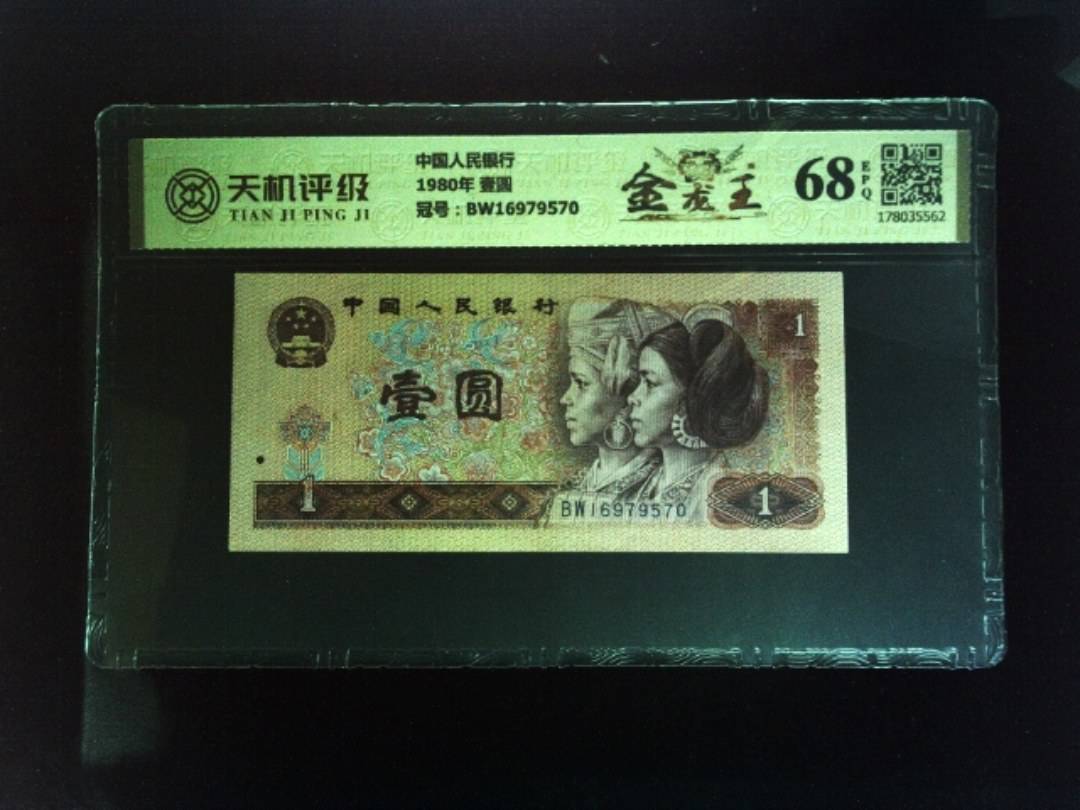 天机评级
TIAN JI PING JI
中国人民银行
1980年 壹圆
冠号：BW16979570
金龙王
68
EPQ
178035562
中国人民银行
1
壹圆
1
BW16979570
1